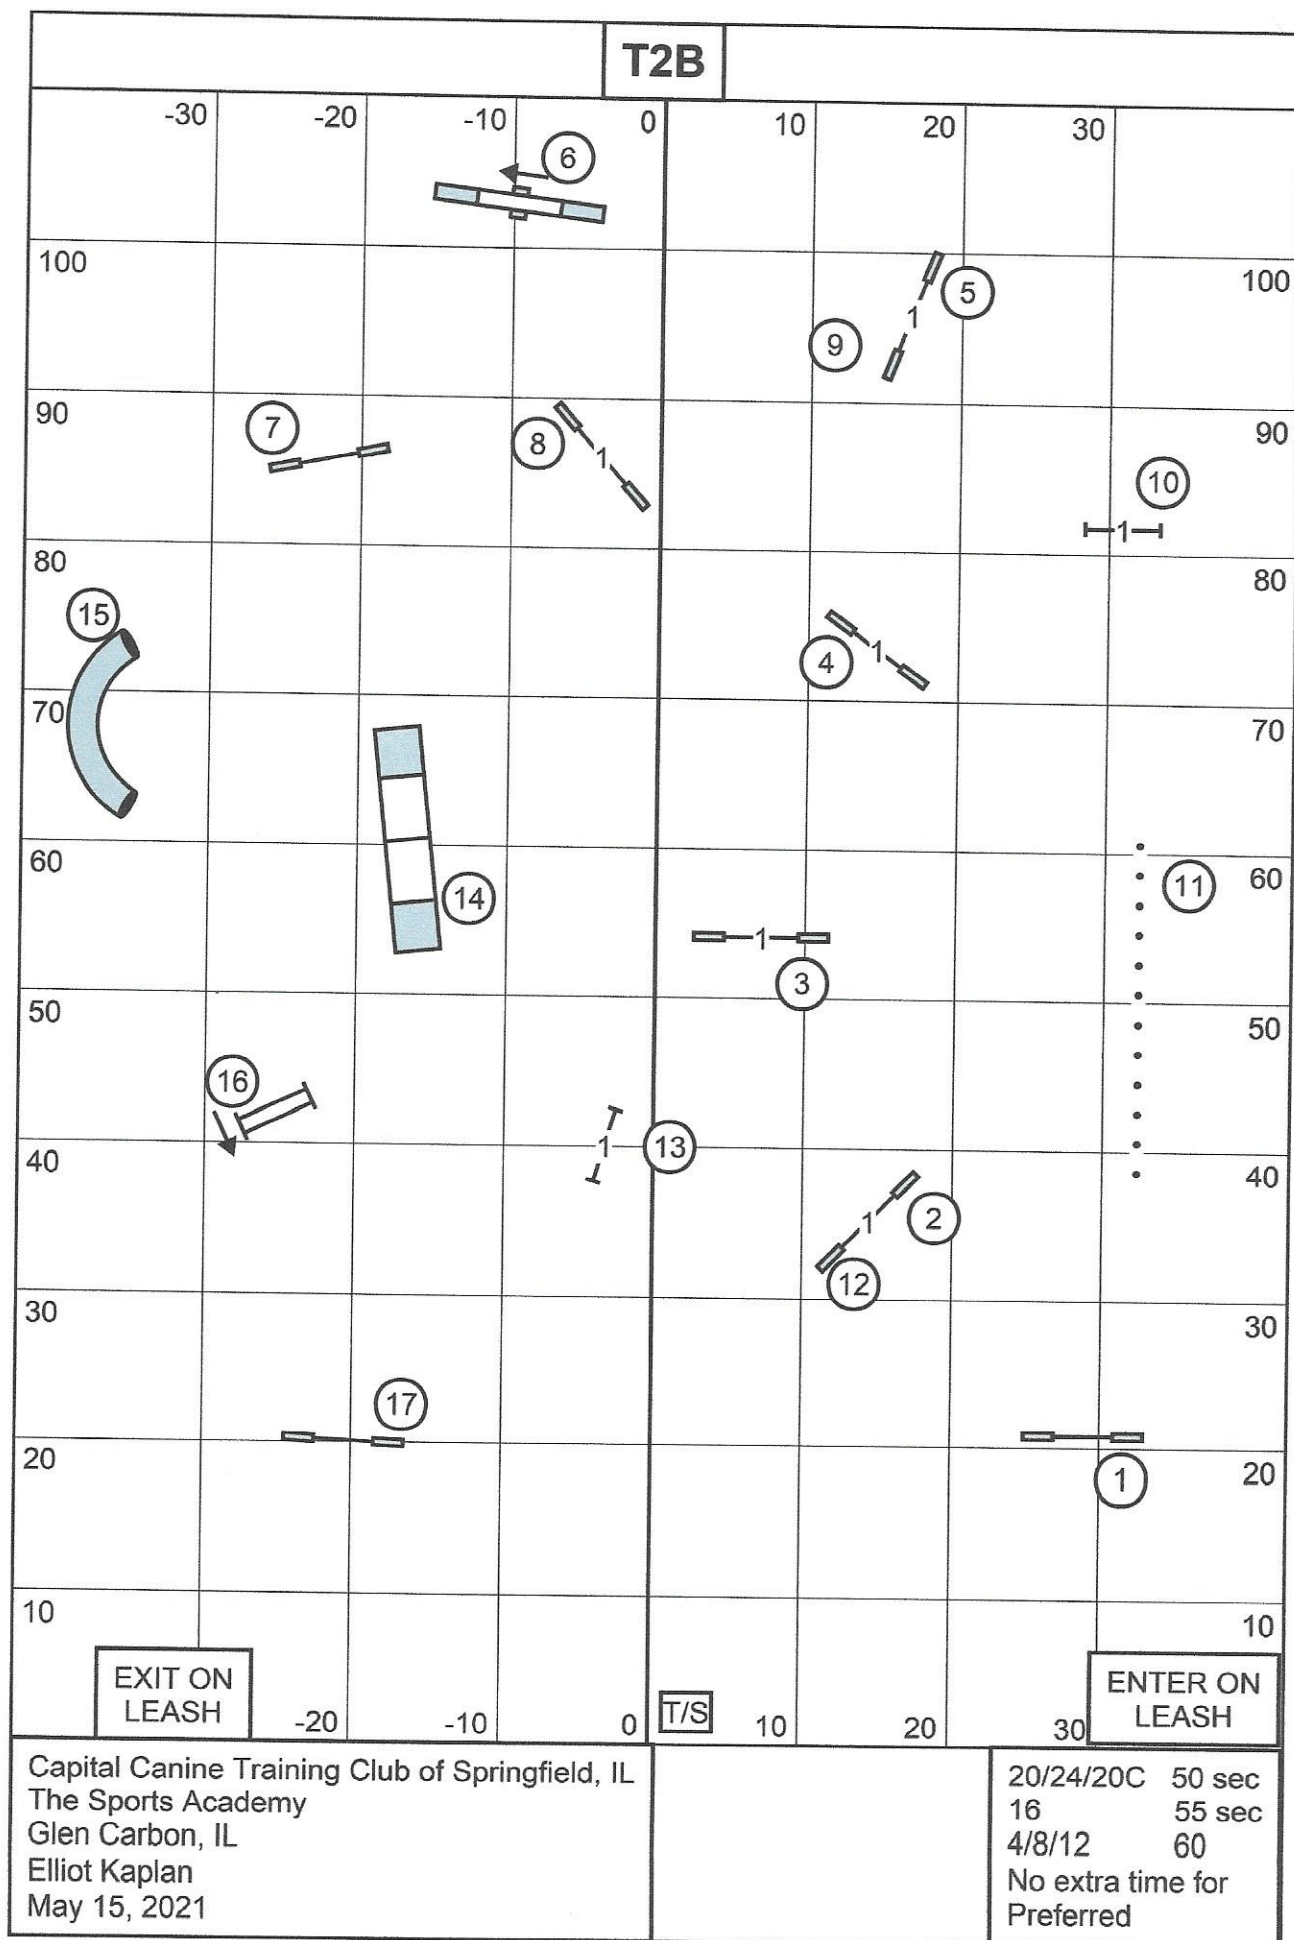 T2B
-30 -20 -10 0 10 20 30
6
100 100
5
9
1
90 90
7
8
1
10
1
80 80
15
4
1
70 70
60 60
14
11
1
3
50 50
16
40 1 13 40
2
1
12
30 30
17
20 20
1
10 10
EXIT ON
LEASH
ENTER ON
LEASH
-20 -10 0 T/S 10 20 30
Capital Canine Training Club of Springfield, IL
The Sports Academy
Glen Carbon, IL
Elliot Kaplan
May 15, 2021
20/24/20C 50 sec
16 55 sec
4/8/12 60
No extra time for
Preferred